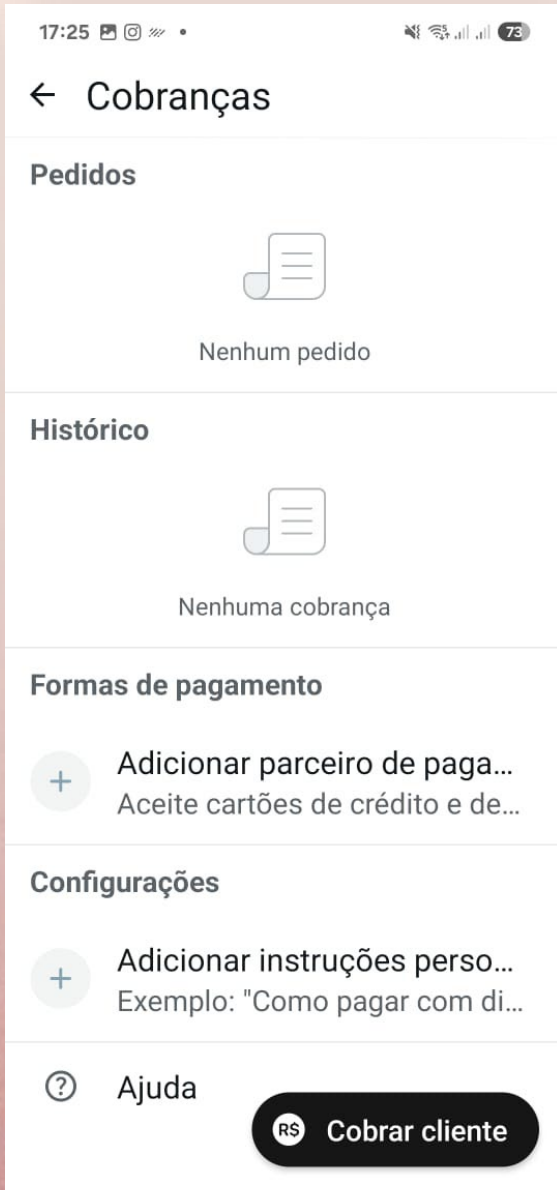 17:25
73
Cobranças
Pedidos
Nenhum pedido
Histórico
Nenhuma cobrança
Formas de pagamento
Adicionar parceiro de paga...
Aceite cartões de crédito e de...
Configurações
Adicionar instruções perso...
Exemplo: "Como pagar com di...
Ajuda
R$ Cobrar cliente